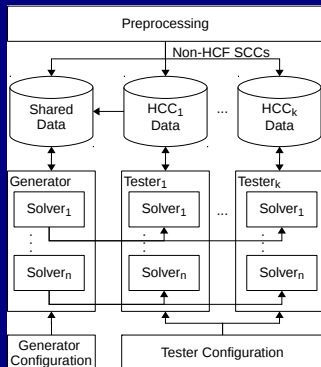 Preprocessing
Non-HCF SCCs
Shared
Data
HCC1
Data
...
HCCk
Data
Generator
Solver1
Solvern
Tester1
Solver1
Solvern
...
Testerk
Solver1
Solvern
Generator
Configuration
Tester Configuration